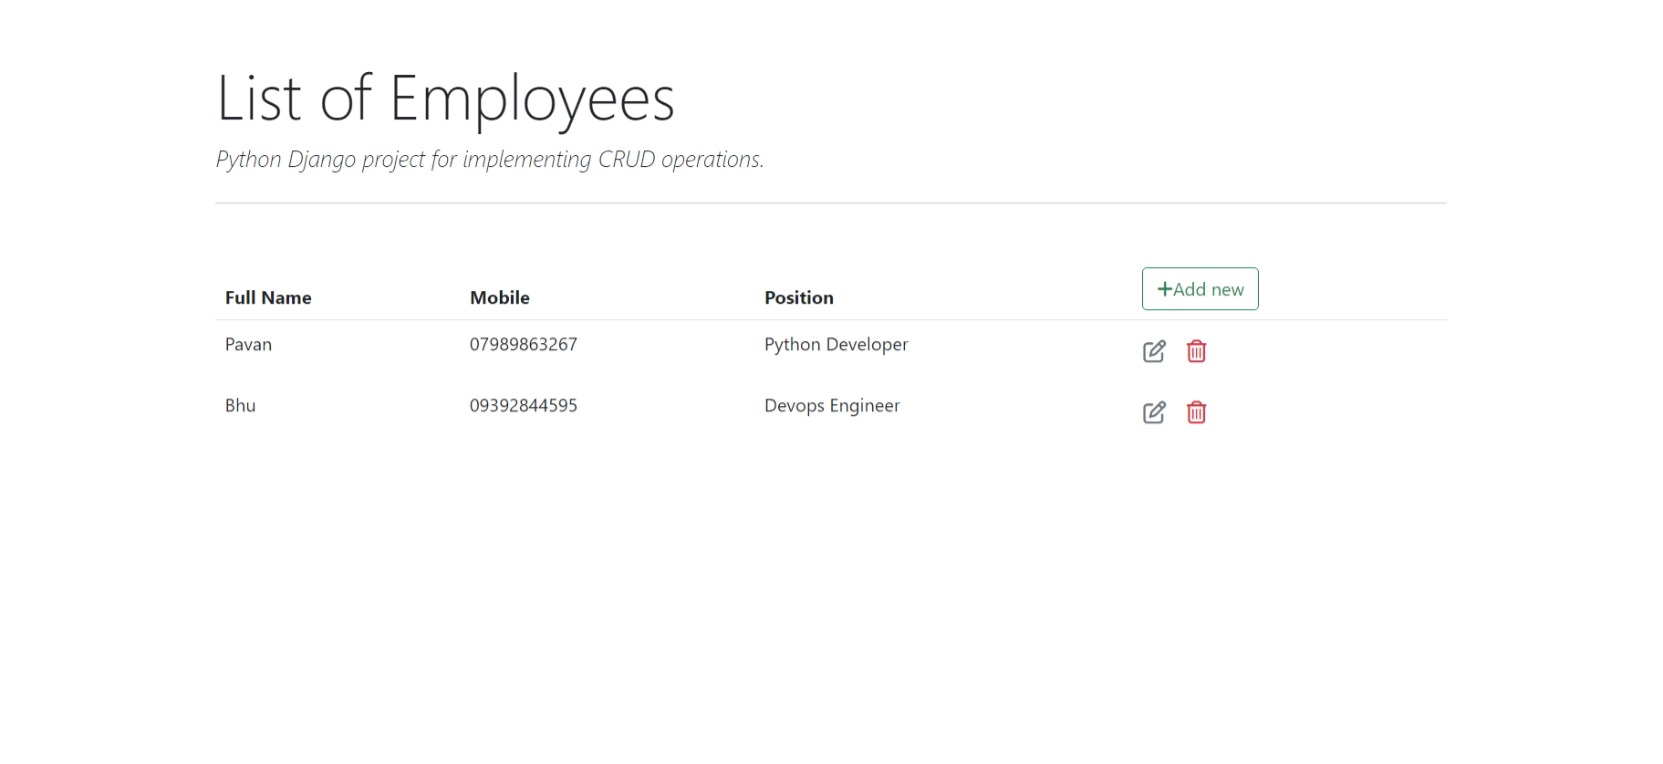 List of Employees
Python Django project for implementing CRUD operations.
Full Name Mobile Position +Add new
Pavan 07989863267 Python Developer
Bhu 09392844595 Devops Engineer